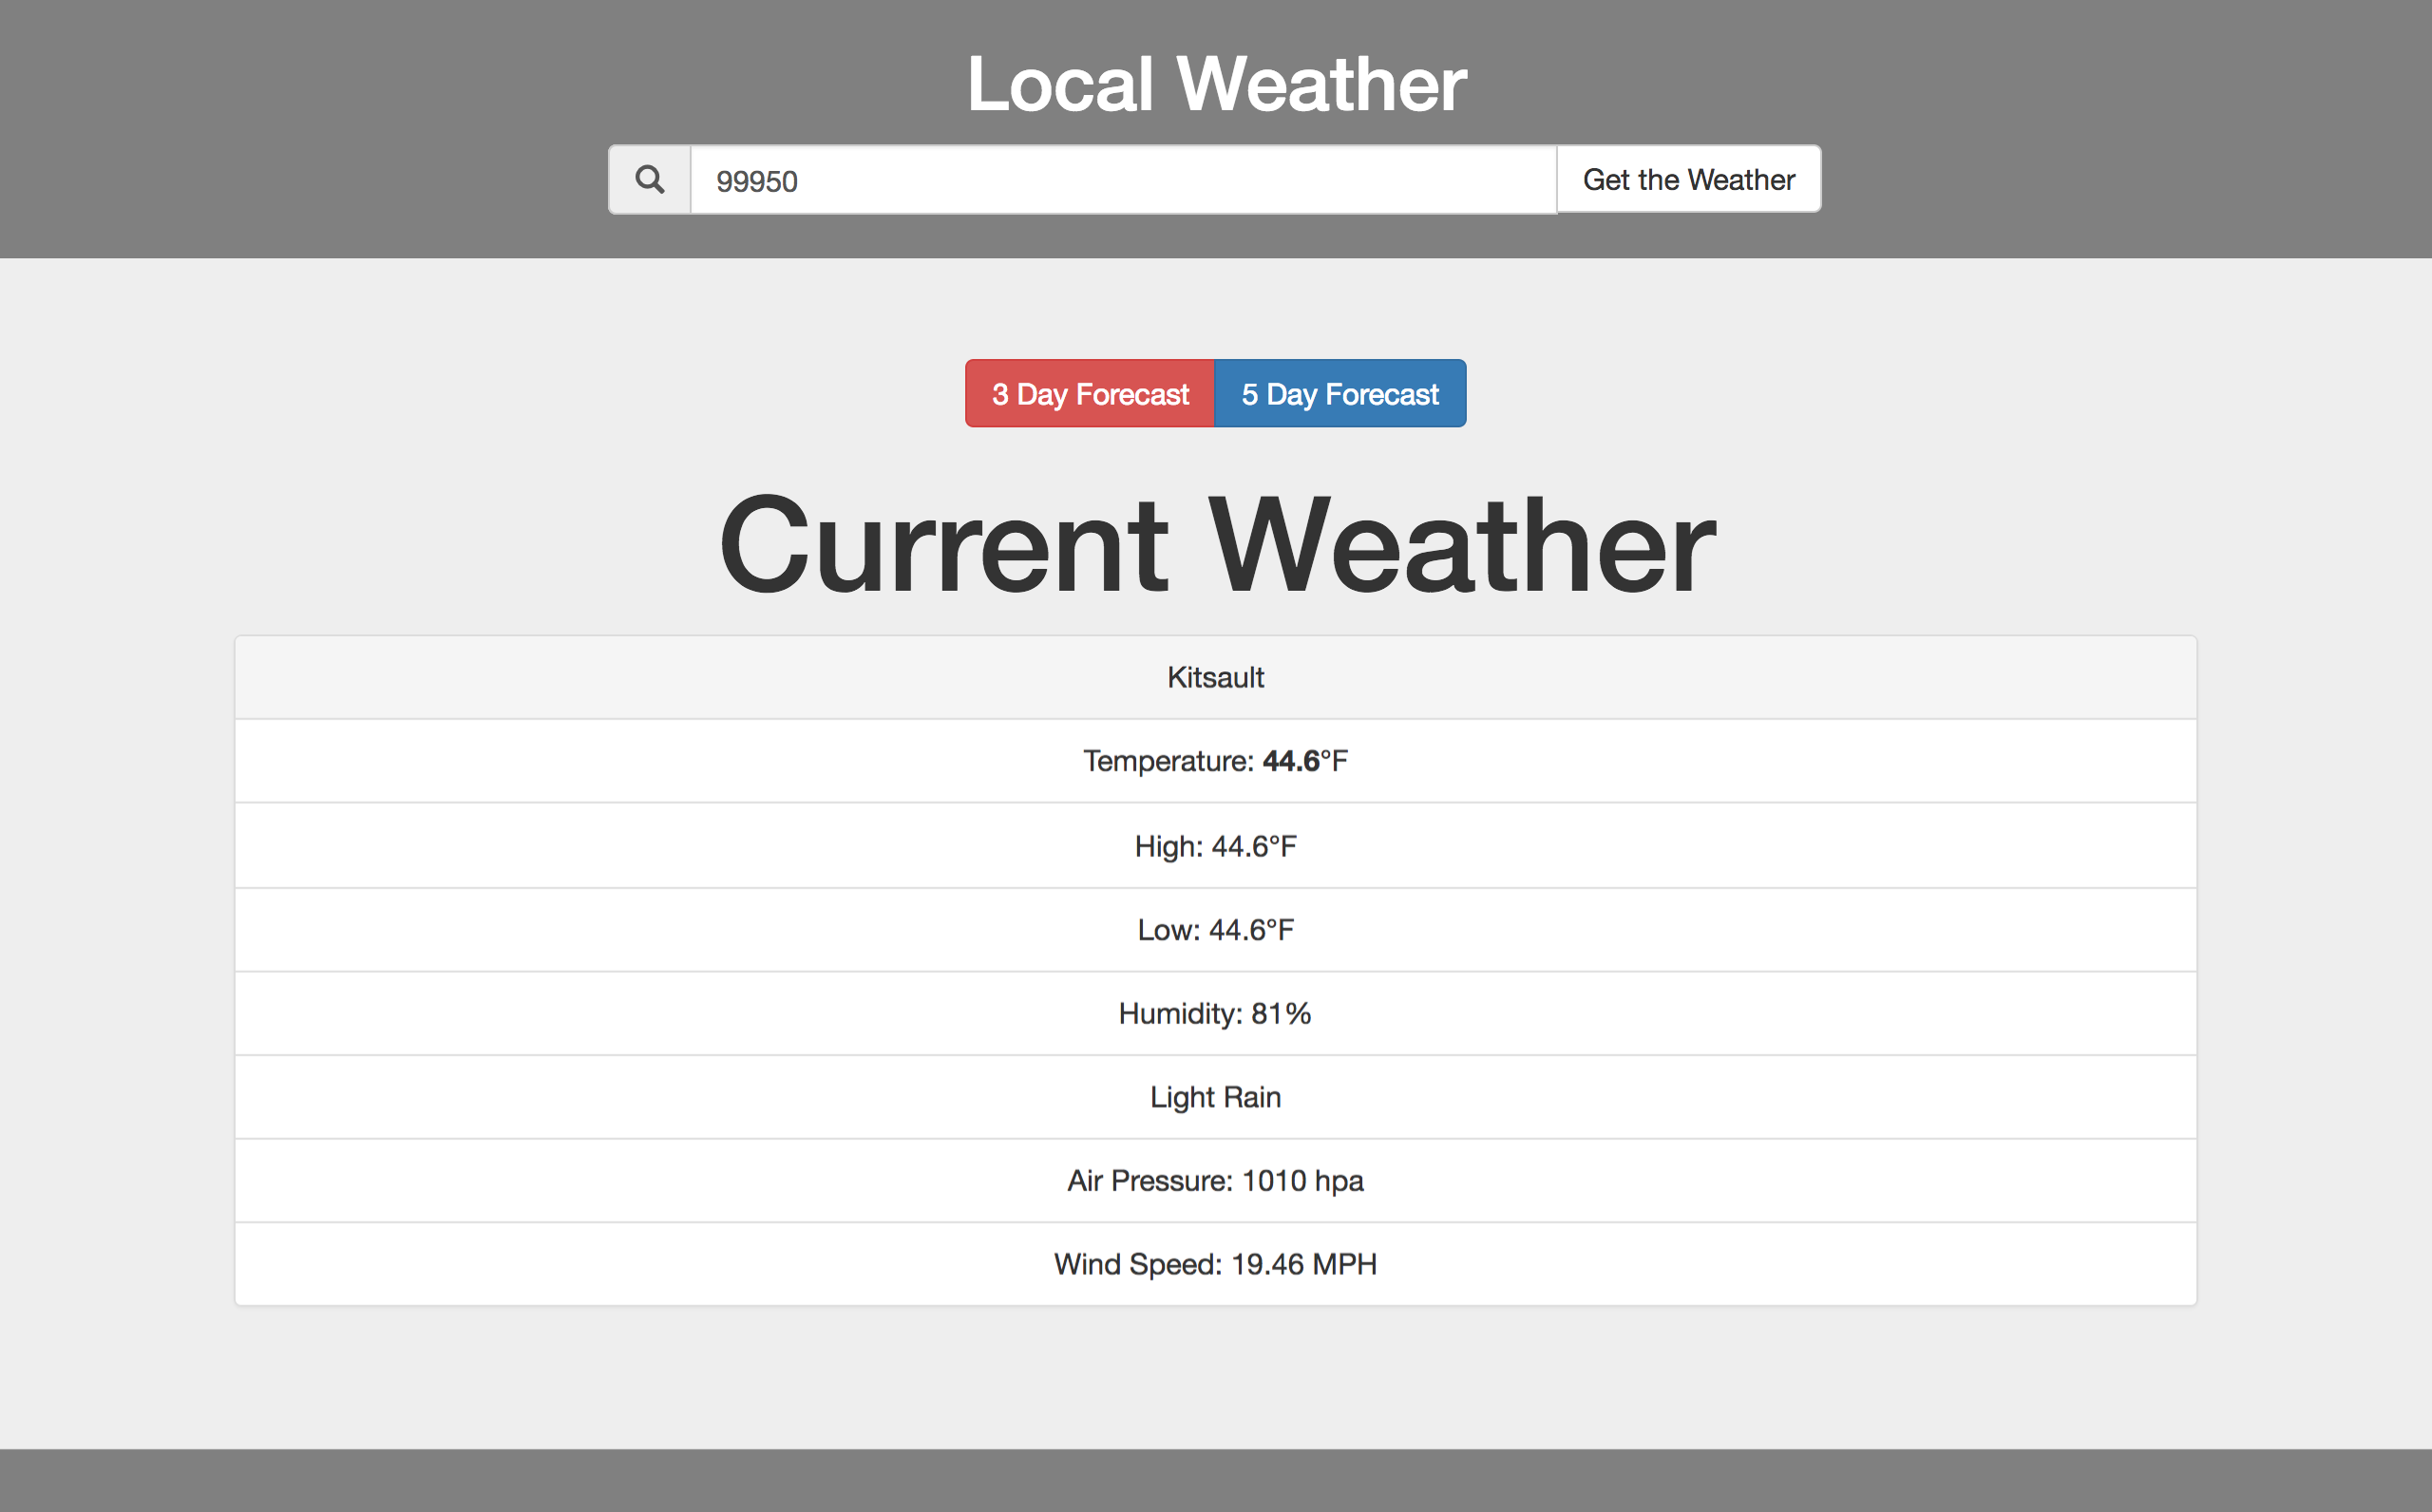 Local Weather
99950
Get the Weather
3 Day Forecast
5 Day Forecast
Current Weather
Kitsault
Temperature: 44.6°F
High: 44.6°F
Low: 44.6°F
Humidity: 81%
Light Rain
Air Pressure: 1010 hpa
Wind Speed: 19.46 MPH